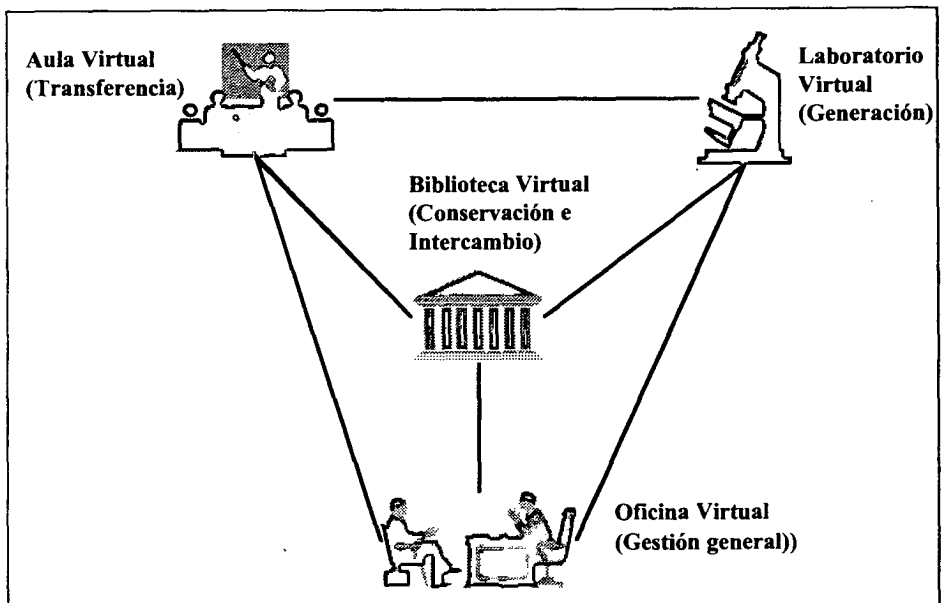 Aula Virtual
(Transferencia)
Laboratorio
Virtual
(Generación)
Biblioteca Virtual
(Conservación e
Intercambio)
Oficina Virtual
(Gestión general))